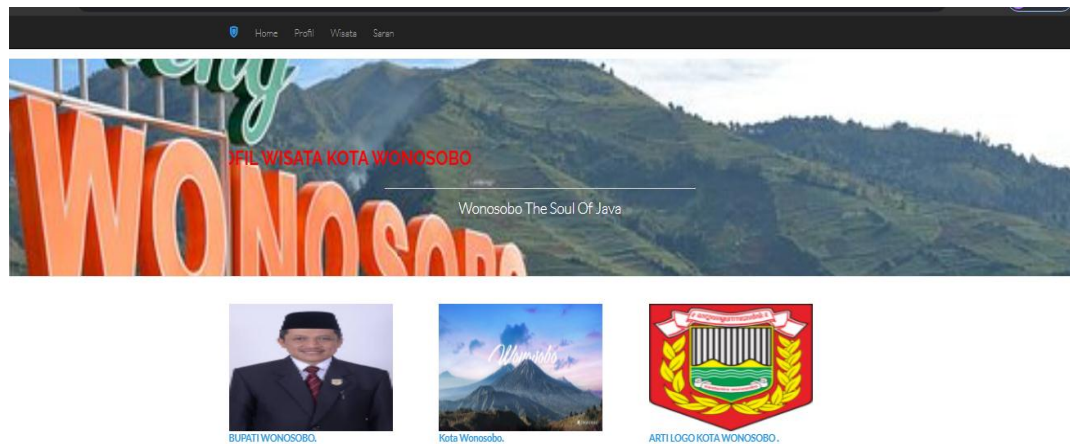 Home Profil Wisata Saran
WONOSOBO
OFIL WISATA KOTA WONOSOBO
Wonosobo The Soul Of Java
Wonosobo
BUPATI WONOSOBO.
Kota Wonosobo.
ARTI LOGO KOTA WONOSOBO .